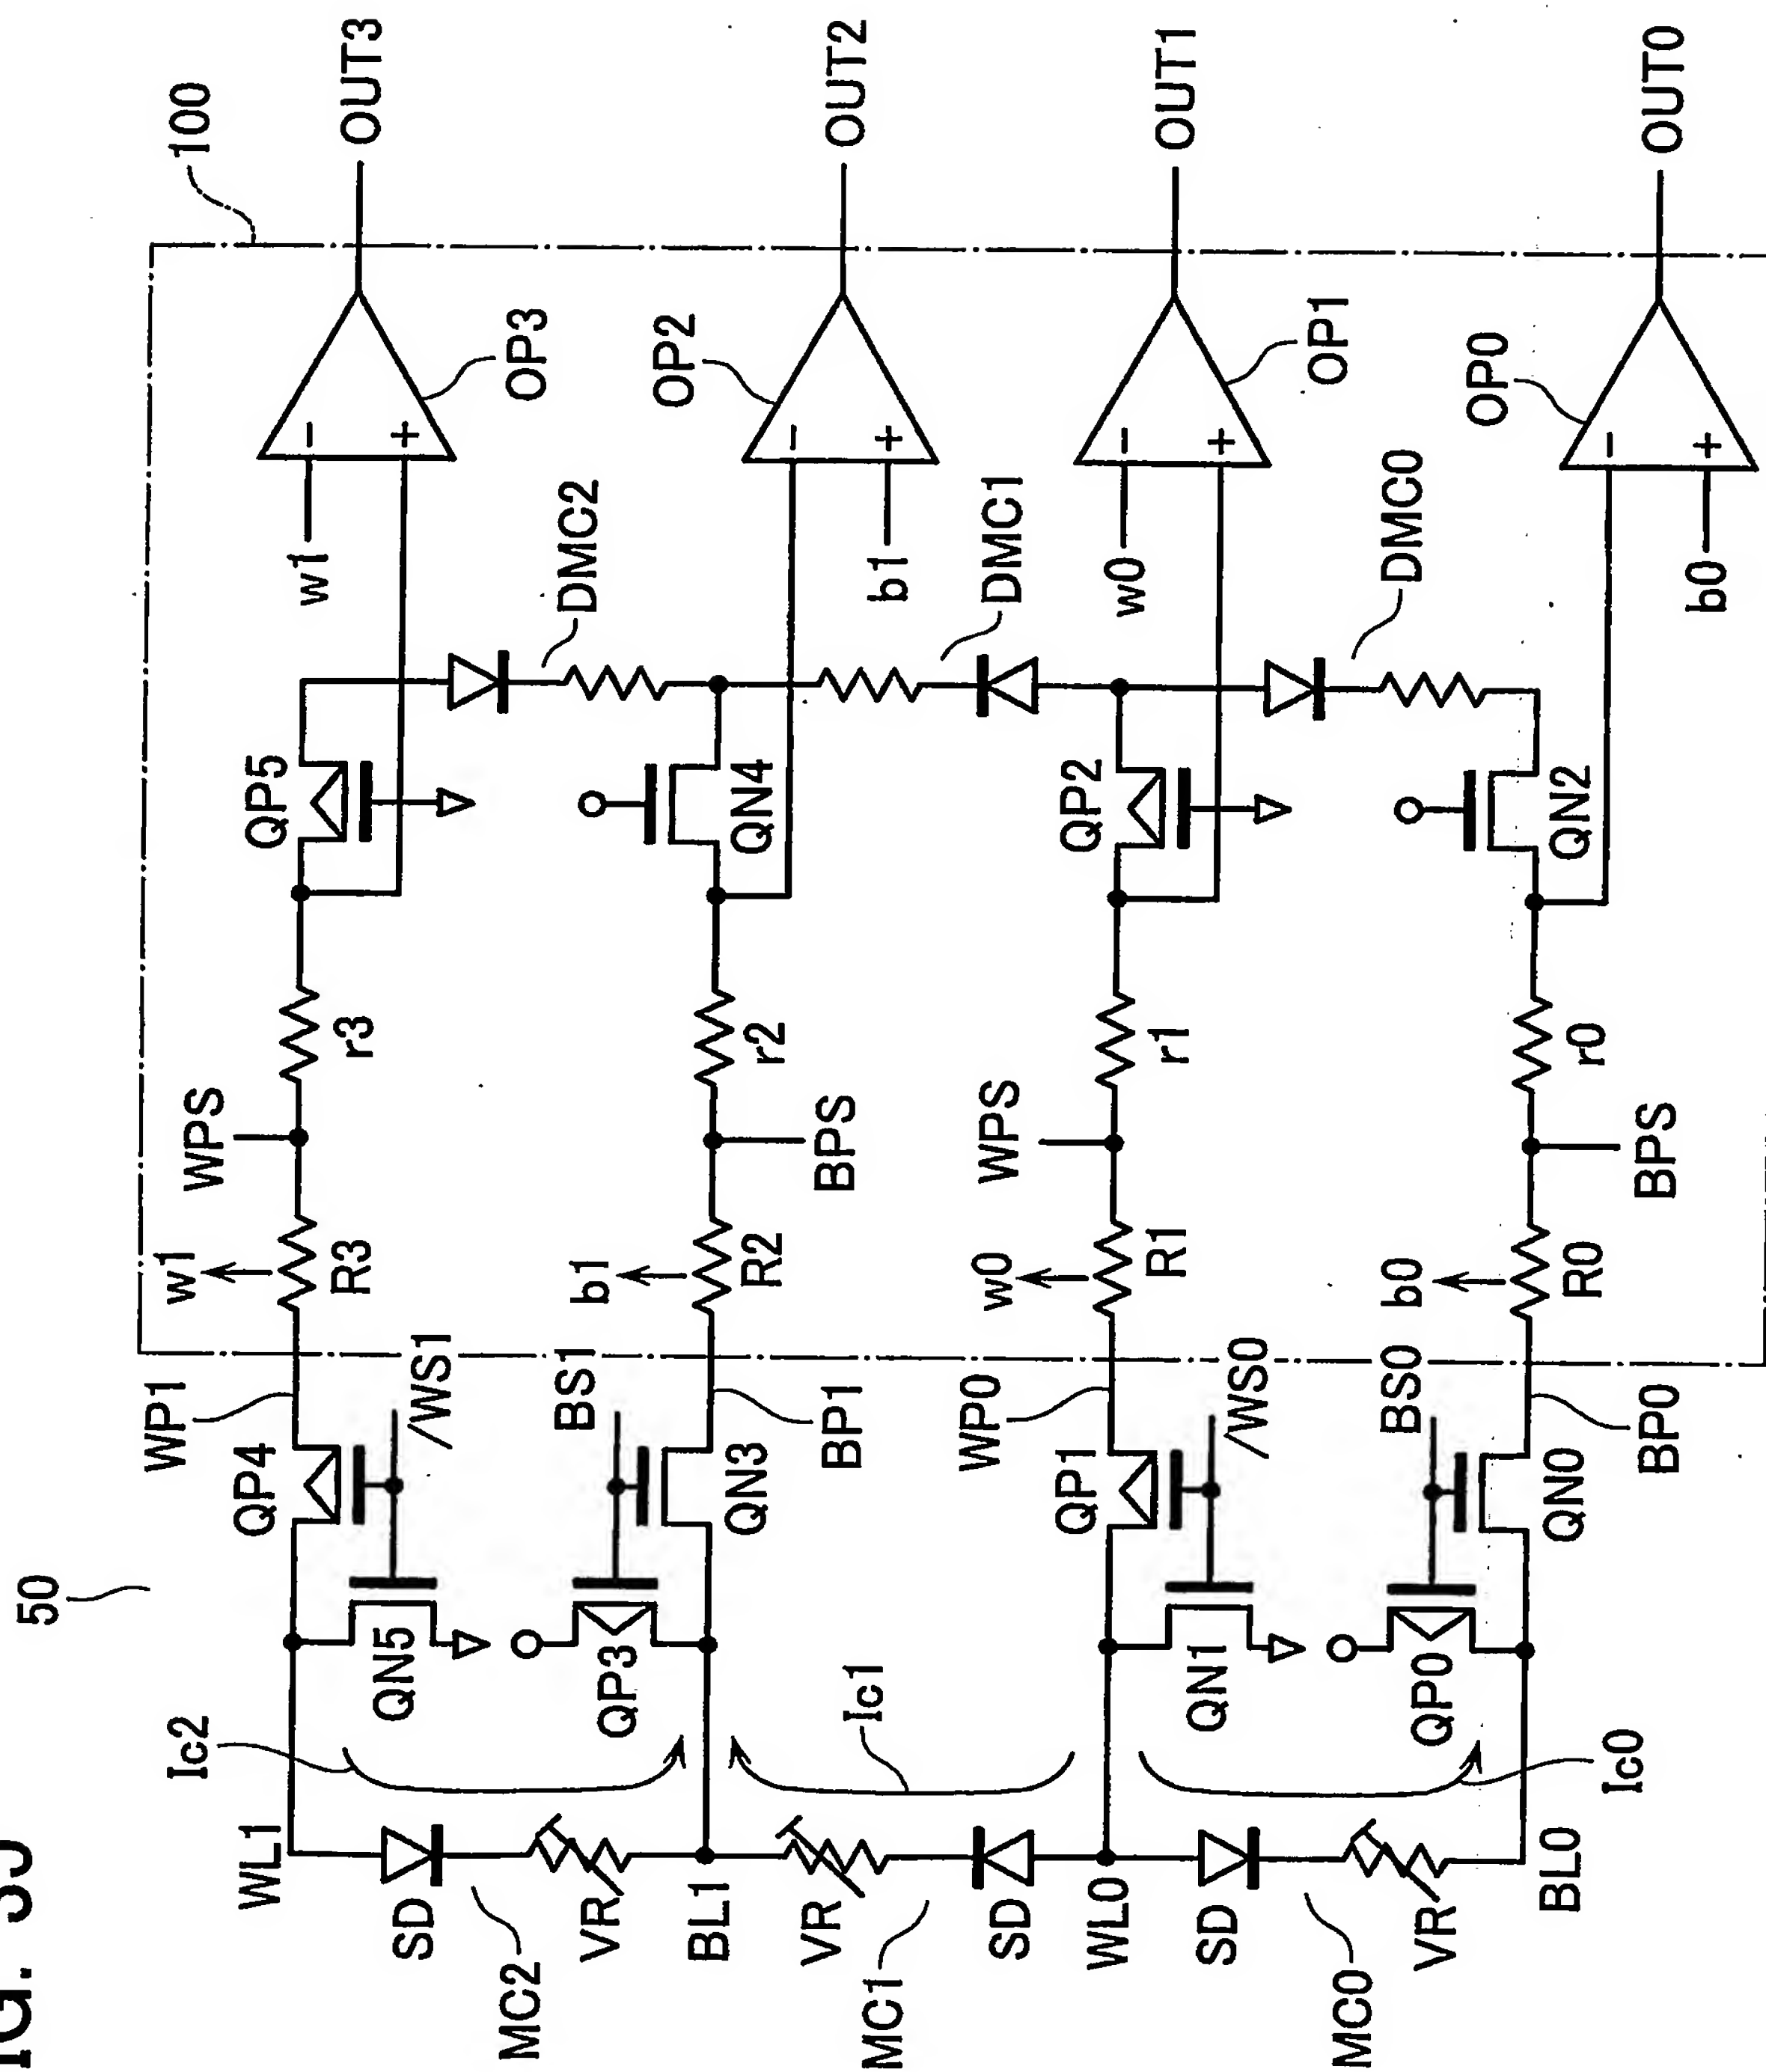 FIG. 35
50
100
WL1
SD
MC2
VR
BL1
VR
MC1
SD
WL0
SD
MC0
VR
BL0
Ic2
Ic1
Ic0
QN5
QP3
QN1
QP0
QP4
/WS1
BS1
QN3
QP1
/WS0
BS0
QN0
WP1
BP1
WP0
BP0
w1
R3
b1
R2
w0
R1
b0
R0
WPS
BPS
WPS
BPS
r3
r2
r1
r0
QP5
QN4
QP2
QN2
DMC2
DMC1
DMC0
w1
b1
w0
b0
-
+
-
+
-
+
-
+
OP3
OP2
OP1
OP0
OUT3
OUT2
OUT1
OUT0